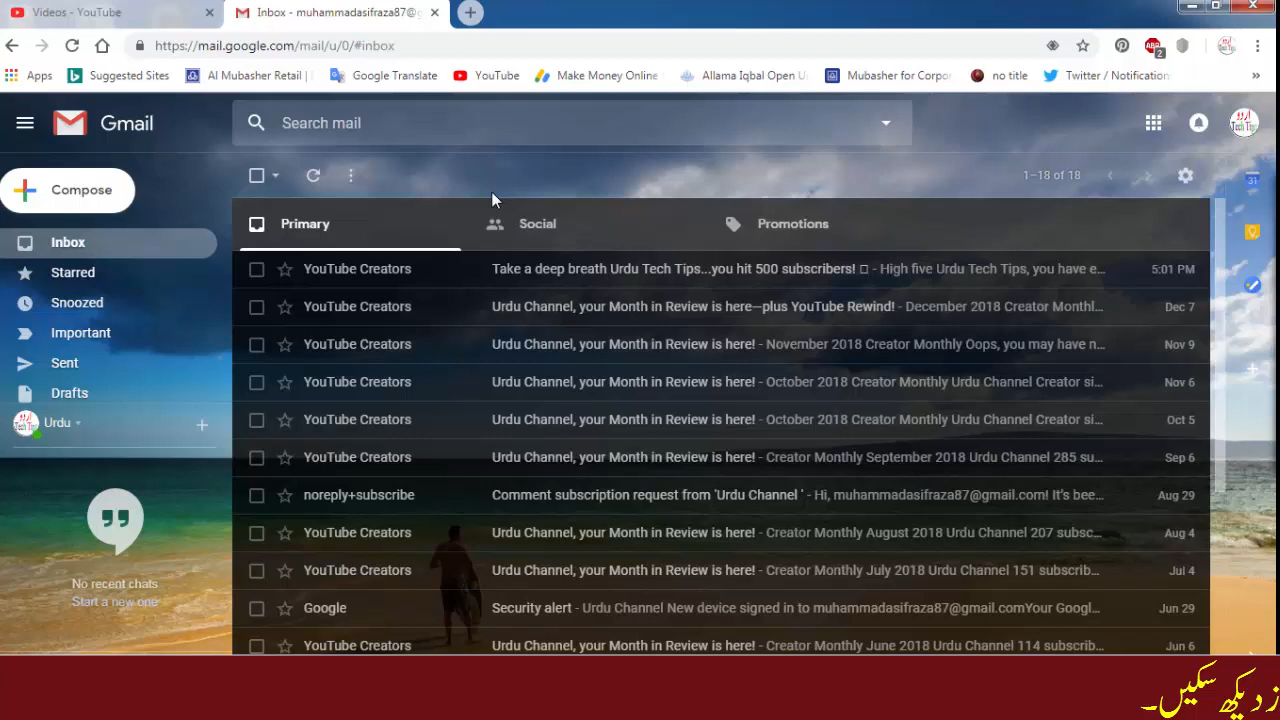 Videos - YouTube
Inbox - muhammadasifraza87@g
https://mail.google.com/mail/u/0/#inbox
ABP
2
Apps
Suggested Sites
Al Mubasher Retail |
Google Translate
YouTube
Make Money Online
Allama Iqbal Open U
Mubasher for Corpor
no title
Twitter / Notification
»
Gmail
Search mail
اردو
Tech Tips
Compose
1–18 of 18
31
Primary
Social
Promotions
Inbox
Starred
Snoozed
Important
Sent
Drafts
Urdu
YouTube Creators Take a deep breath Urdu Tech Tips...you hit 500 subscribers! - High five Urdu Tech Tips, you have e... 5:01 PM
YouTube Creators Urdu Channel, your Month in Review is here—plus YouTube Rewind! - December 2018 Creator Monthl... Dec 7
YouTube Creators Urdu Channel, your Month in Review is here! - November 2018 Creator Monthly Oops, you may have n... Nov 9
YouTube Creators Urdu Channel, your Month in Review is here! - October 2018 Creator Monthly Urdu Channel Creator si... Nov 6
YouTube Creators Urdu Channel, your Month in Review is here! - October 2018 Creator Monthly Urdu Channel Creator si... Oct 5
YouTube Creators Urdu Channel, your Month in Review is here! - Creator Monthly September 2018 Urdu Channel 285 su... Sep 6
noreply+subscribe Comment subscription request from 'Urdu Channel ' - Hi, muhammadasifraza87@gmail.com! It's bee... Aug 29
YouTube Creators Urdu Channel, your Month in Review is here! - Creator Monthly August 2018 Urdu Channel 207 subsc... Aug 4
YouTube Creators Urdu Channel, your Month in Review is here! - Creator Monthly July 2018 Urdu Channel 151 subscrib... Jul 4
Google Security alert - Urdu Channel New device signed in to muhammadasifraza87@gmail.comYour Googl... Jun 29
YouTube Creators Urdu Channel, your Month in Review is here! - Creator Monthly June 2018 Urdu Channel 114 subscrib... Jun 6
No recent chats
Start a new one
ز دیکھ سکیں۔